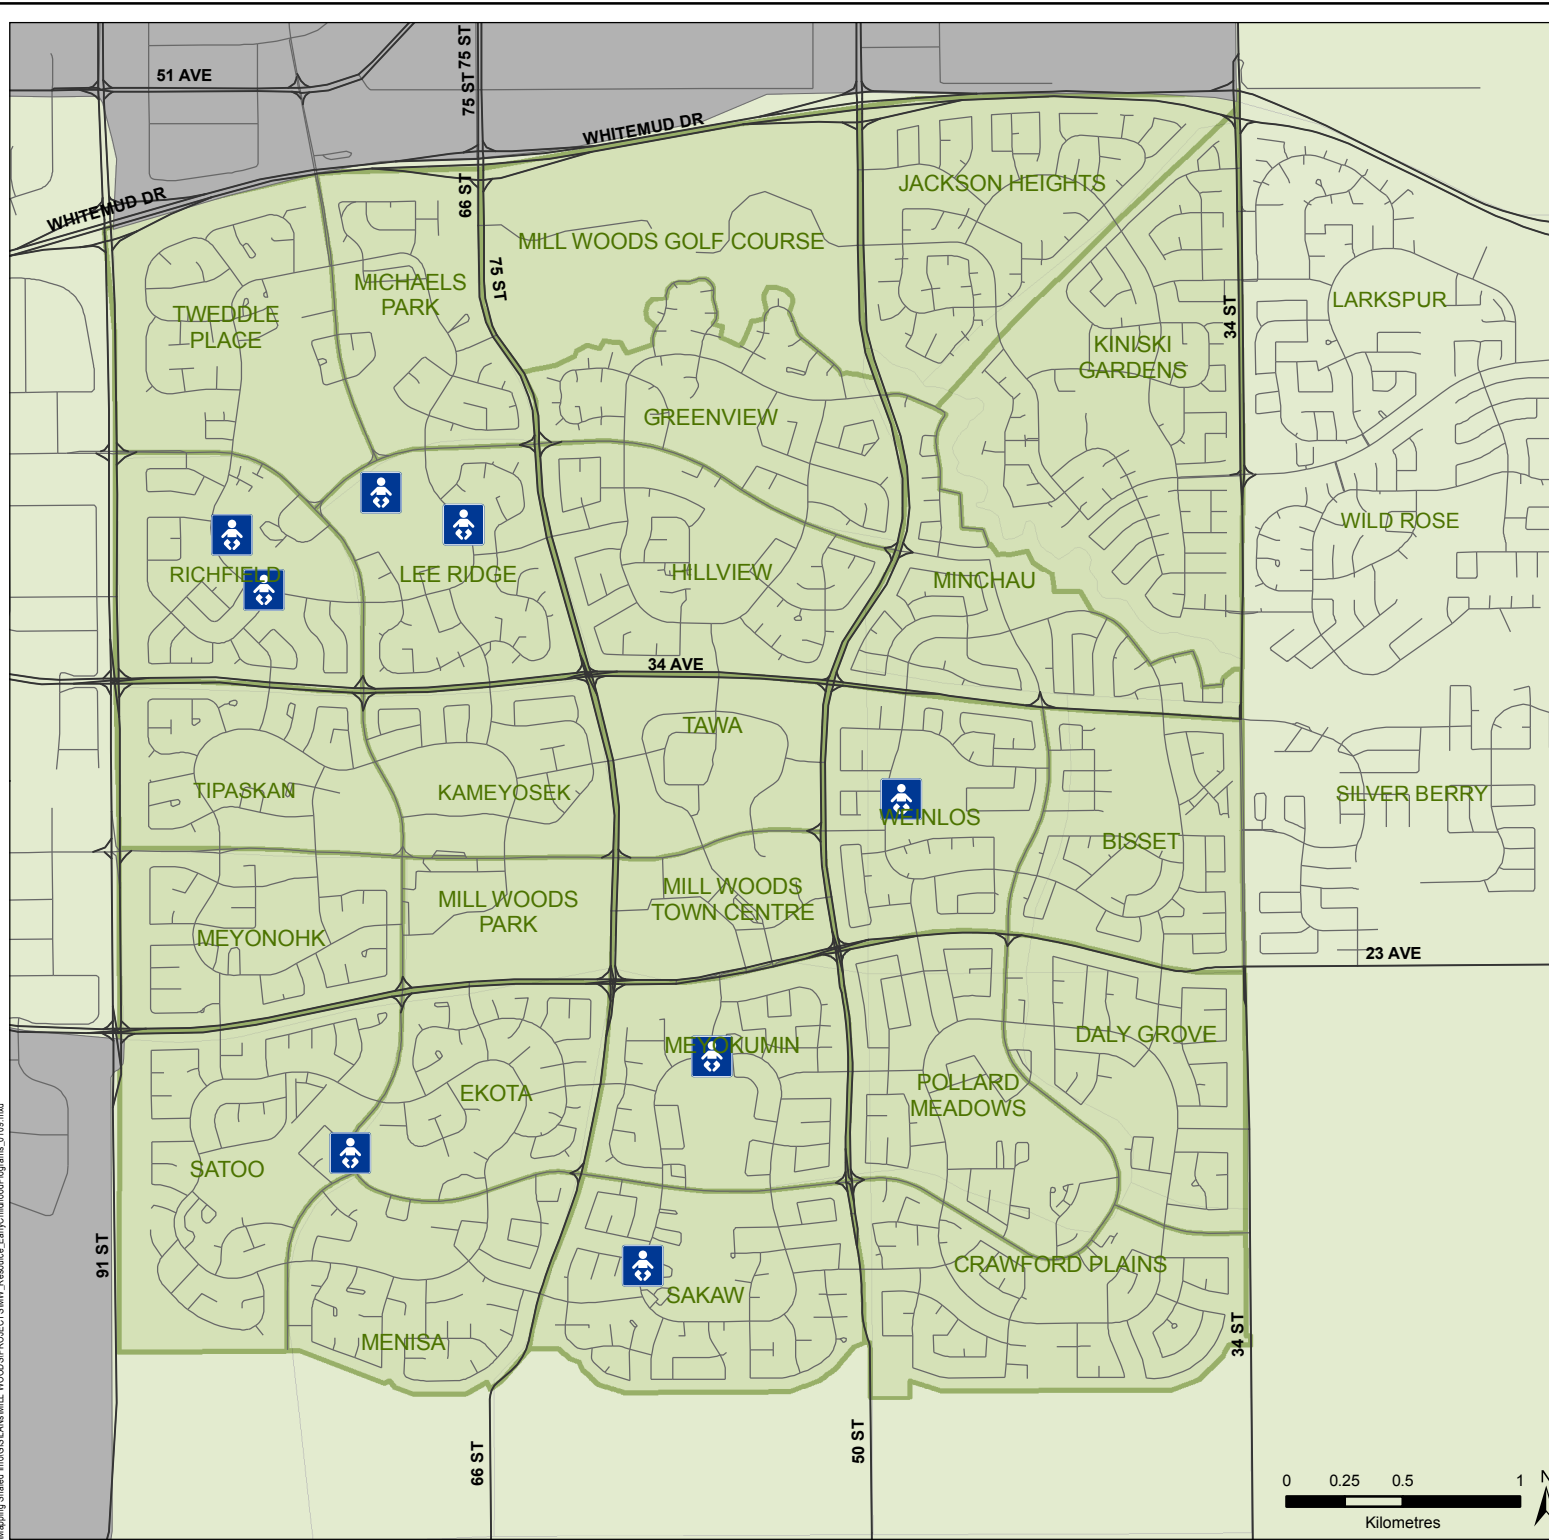 75 ST
75 ST
51 AVE
WHITEMUD DR
WHITEMUD DR
66 ST
JACKSON HEIGHTS
MILL WOODS GOLF COURSE
75 ST
MICHAELS
PARK
TWEDDLE
PLACE
34 ST
LARKSPUR
KINISKI
GARDENS
GREENVIEW
WILD ROSE
RICHFIELD
LEE RIDGE
HILLVIEW
MINCHAU
34 AVE
TAWA
TIPASKAN
KAMEYOSEK
WEINLOS
SILVER BERRY
BISSET
MILL WOODS
PARK
MILL WOODS
TOWN CENTRE
MEYONOHK
23 AVE
MEYOKUMIN
DALY GROVE
EKOTA
POLLARD
MEADOWS
SATOO
91 ST
CRAWFORD PLAINS
SAKAW
MENISA
34 ST
66 ST
50 ST
0 0.25 0.5 1
Kilometres
N